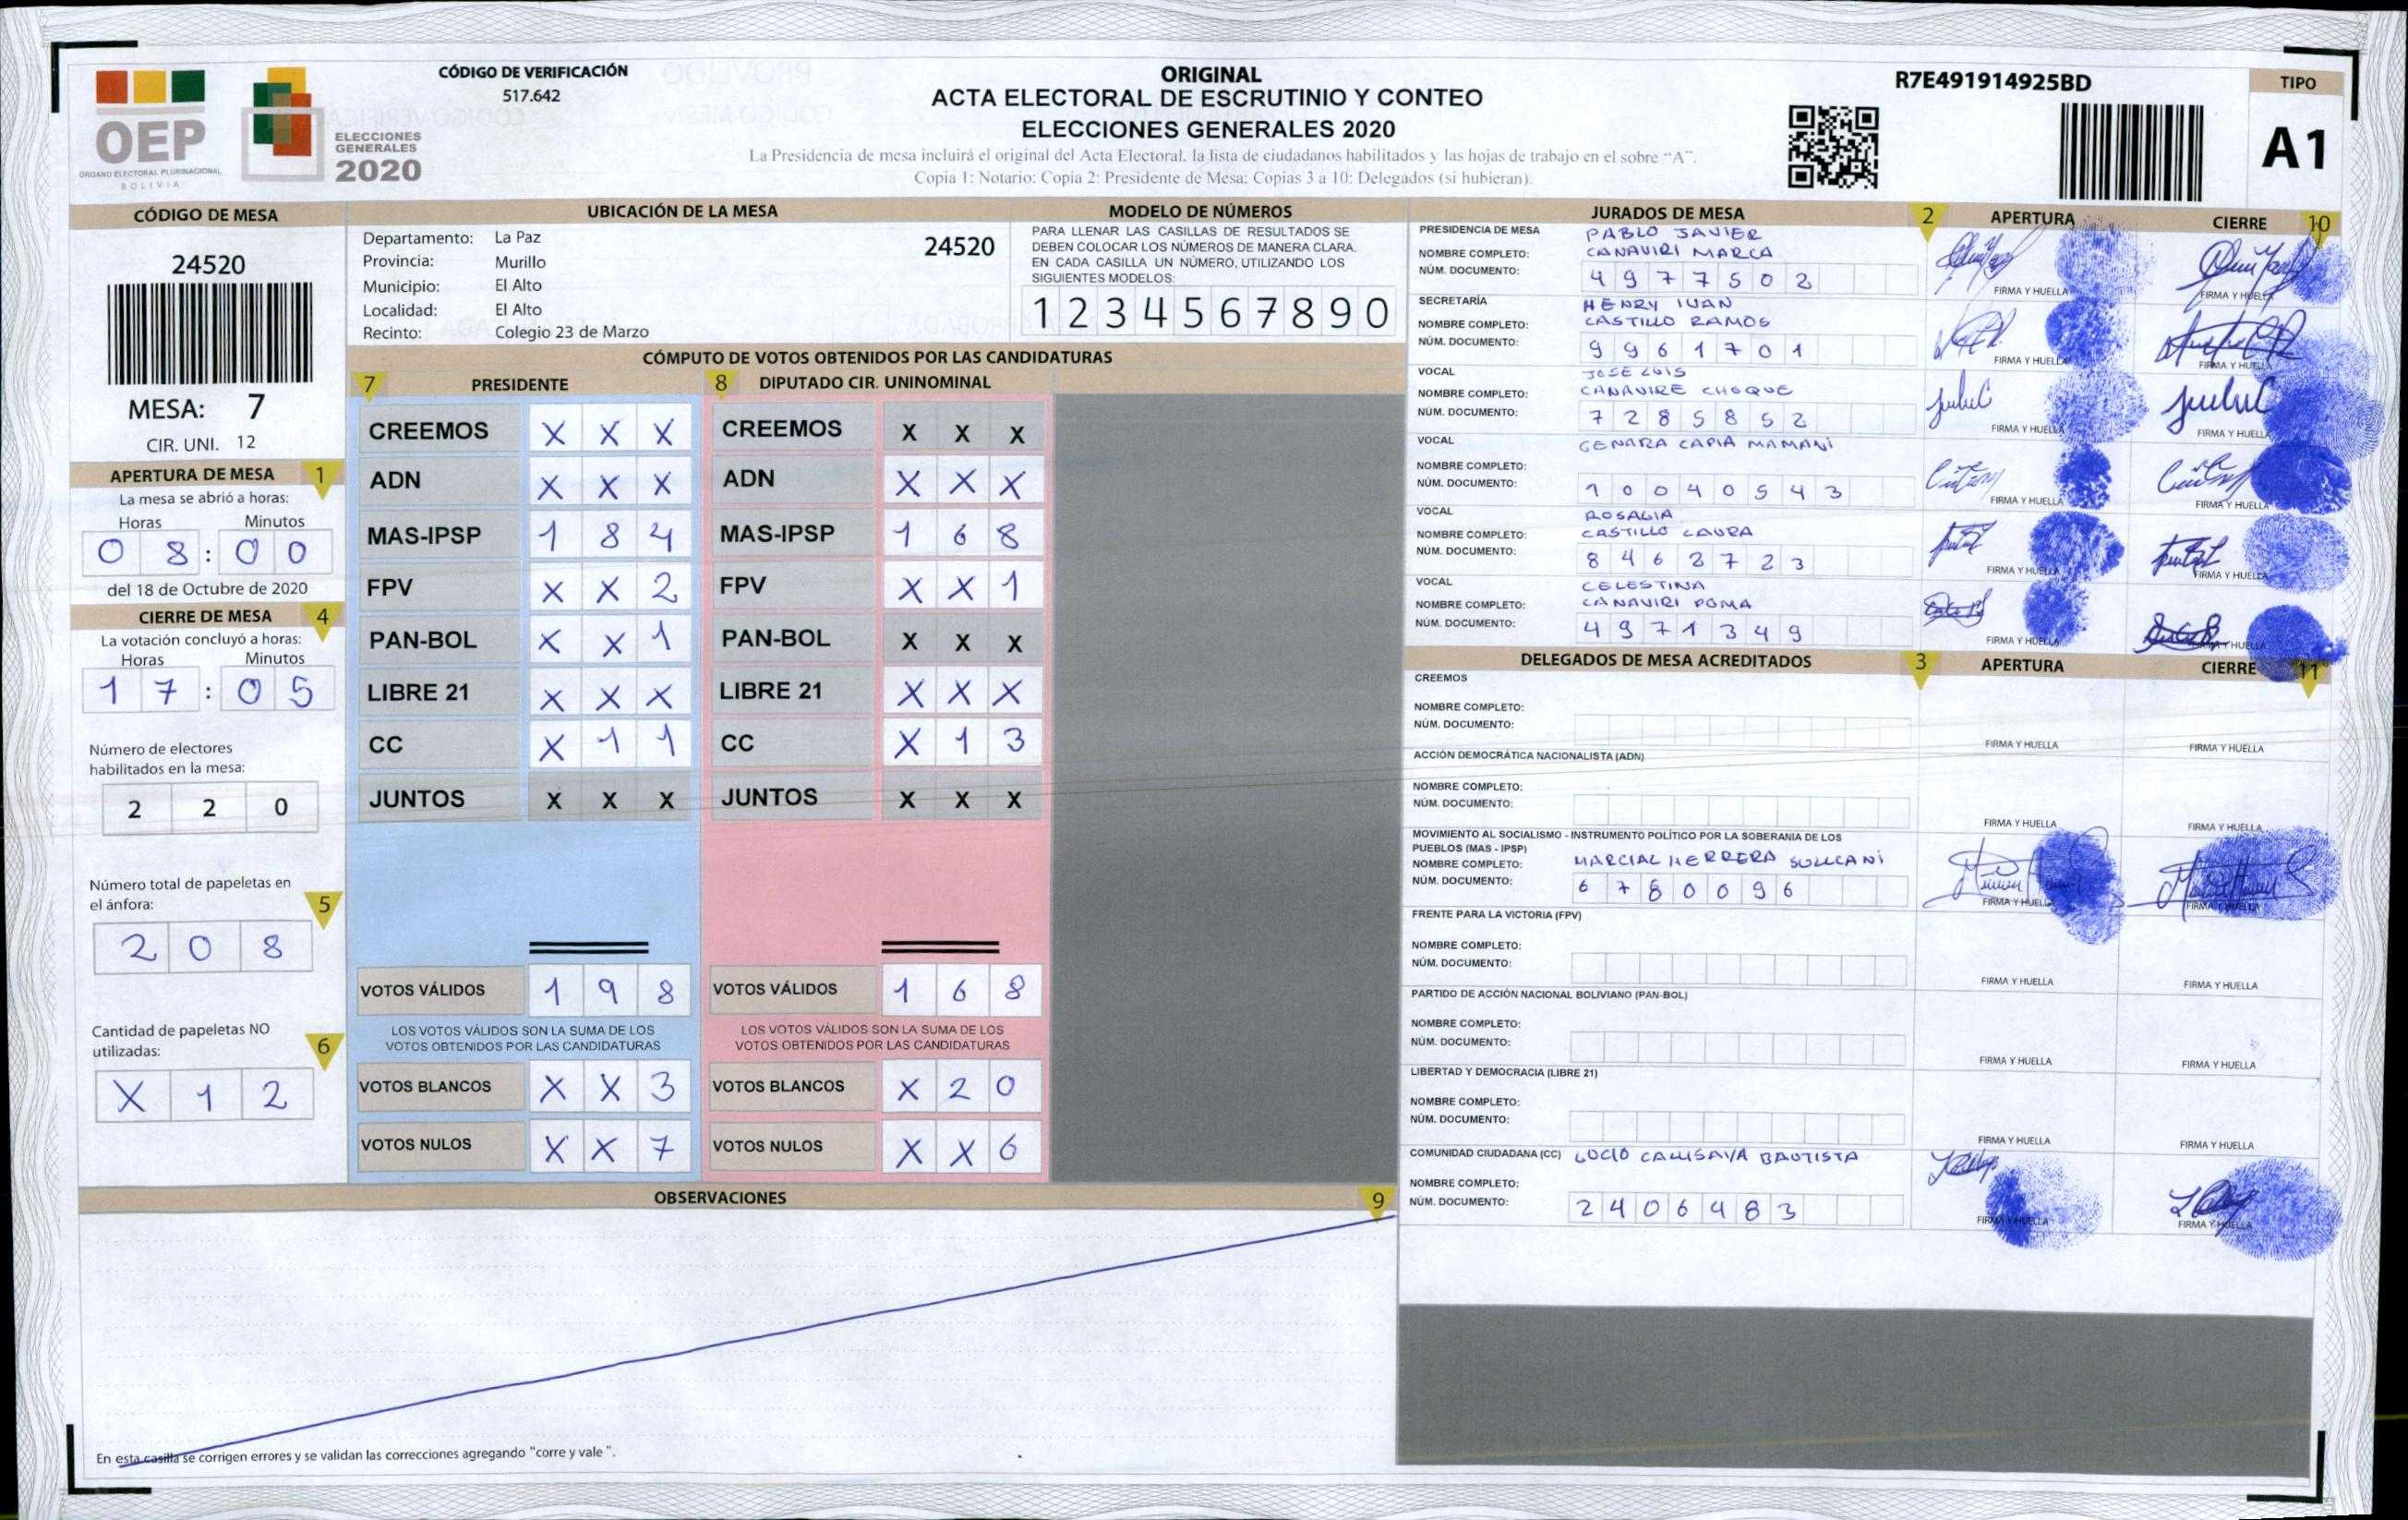 CÓDIGO DE VERIFICACIÓN
517.642
OEP
ÓRGANO ELECTORAL PLURINACIONAL
BOLIVIA
ELECCIONES
GENERALES
2020
ORIGINAL
ACTA ELECTORAL DE ESCRUTINIO Y CONTEO
ELECCIONES GENERALES 2020
La Presidencia de mesa incluirá el original del Acta Electoral, la lista de ciudadanos habilitados y las hojas de trabajo en el sobre “A”.
Copia 1: Notario; Copia 2: Presidente de Mesa; Copias 3 a 10: Delegados (si hubieran).
R7E491914925BD
TIPO
A1
CÓDIGO DE MESA
24520
MESA: 7
CIR. UNI. 12
APERTURA DE MESA 1
La mesa se abrió a horas:
Horas Minutos
0 8 : 0 0
del 18 de Octubre de 2020
CIERRE DE MESA 4
La votación concluyó a horas:
Horas Minutos
1 7 : 0 5
Número de electores
habilitados en la mesa:
2 2 0
Número total de papeletas en
el ánfora: 5
2 0 8
Cantidad de papeletas NO
utilizadas: 6
X 1 2
UBICACIÓN DE LA MESA
Departamento: La Paz 24520
Provincia: Murillo
Municipio: El Alto
Localidad: El Alto
Recinto: Colegio 23 de Marzo
MODELO DE NÚMEROS
PARA LLENAR LAS CASILLAS DE RESULTADOS SE
DEBEN COLOCAR LOS NÚMEROS DE MANERA CLARA.
EN CADA CASILLA UN NÚMERO, UTILIZANDO LOS
SIGUIENTES MODELOS:
1 2 3 4 5 6 7 8 9 0
CÓMPUTO DE VOTOS OBTENIDOS POR LAS CANDIDATURAS
7 PRESIDENTE 8 DIPUTADO CIR. UNINOMINAL
CREEMOS X X X CREEMOS X X X
ADN X X X ADN X X X
MAS-IPSP 1 8 4 MAS-IPSP 1 6 8
FPV X X 2 FPV X X 1
PAN-BOL X X 1 PAN-BOL X X X
LIBRE 21 X X X LIBRE 21 X X X
CC X 1 1 CC X 1 3
JUNTOS X X X JUNTOS X X X
VOTOS VÁLIDOS 1 9 8 VOTOS VÁLIDOS 1 6 8
LOS VOTOS VÁLIDOS SON LA SUMA DE LOS LOS VOTOS VÁLIDOS SON LA SUMA DE LOS
VOTOS OBTENIDOS POR LAS CANDIDATURAS VOTOS OBTENIDOS POR LAS CANDIDATURAS
VOTOS BLANCOS X X 3 VOTOS BLANCOS X 2 0
VOTOS NULOS X X 7 VOTOS NULOS X X 6
OBSERVACIONES 9
En esta casilla se corrigen errores y se validan las correcciones agregando "corre y vale ".
JURADOS DE MESA 2 APERTURA CIERRE 10
PRESIDENCIA DE MESA PABLO JAVIER
NOMBRE COMPLETO: CANAVIRI MARCA
NÚM. DOCUMENTO: 4 9 7 7 5 0 2
FIRMA Y HUELLA FIRMA Y HUELLA
SECRETARÍA HENRY IVAN
NOMBRE COMPLETO: CASTILLO RAMOS
NÚM. DOCUMENTO: 9 9 6 1 7 0 1
FIRMA Y HUELLA FIRMA Y HUELLA
VOCAL JOSE LUIS
NOMBRE COMPLETO: CANAVIRE CHOQUE
NÚM. DOCUMENTO: 7 2 8 5 8 5 2
FIRMA Y HUELLA FIRMA Y HUELLA
VOCAL GENARA CAPIA MAMANI
NOMBRE COMPLETO:
NÚM. DOCUMENTO: 1 0 0 4 0 5 4 3
FIRMA Y HUELLA FIRMA Y HUELLA
VOCAL ROSALIA
NOMBRE COMPLETO: CASTILLO LAURA
NÚM. DOCUMENTO: 8 4 6 2 7 2 3
FIRMA Y HUELLA FIRMA Y HUELLA
VOCAL CELESTINA
NOMBRE COMPLETO: CANAVIRI POMA
NÚM. DOCUMENTO: 4 9 7 1 3 4 9
FIRMA Y HUELLA FIRMA Y HUELLA
DELEGADOS DE MESA ACREDITADOS 3 APERTURA CIERRE 11
CREEMOS
NOMBRE COMPLETO:
NÚM. DOCUMENTO:
FIRMA Y HUELLA FIRMA Y HUELLA
ACCIÓN DEMOCRÁTICA NACIONALISTA (ADN)
NOMBRE COMPLETO:
NÚM. DOCUMENTO:
FIRMA Y HUELLA FIRMA Y HUELLA
MOVIMIENTO AL SOCIALISMO - INSTRUMENTO POLÍTICO POR LA SOBERANIA DE LOS
PUEBLOS (MAS - IPSP)
NOMBRE COMPLETO: MARCIAL HERRERA SULLCANI
NÚM. DOCUMENTO: 6 7 8 0 0 9 6
FIRMA Y HUELLA FIRMA Y HUELLA
FRENTE PARA LA VICTORIA (FPV)
NOMBRE COMPLETO:
NÚM. DOCUMENTO:
FIRMA Y HUELLA FIRMA Y HUELLA
PARTIDO DE ACCIÓN NACIONAL BOLIVIANO (PAN-BOL)
NOMBRE COMPLETO:
NÚM. DOCUMENTO:
FIRMA Y HUELLA FIRMA Y HUELLA
LIBERTAD Y DEMOCRACIA (LIBRE 21)
NOMBRE COMPLETO:
NÚM. DOCUMENTO:
FIRMA Y HUELLA FIRMA Y HUELLA
COMUNIDAD CIUDADANA (CC) LUCIO CALLISAYA BAUTISTA
NOMBRE COMPLETO:
NÚM. DOCUMENTO: 2 4 0 6 4 8 3
FIRMA Y HUELLA FIRMA Y HUELLA